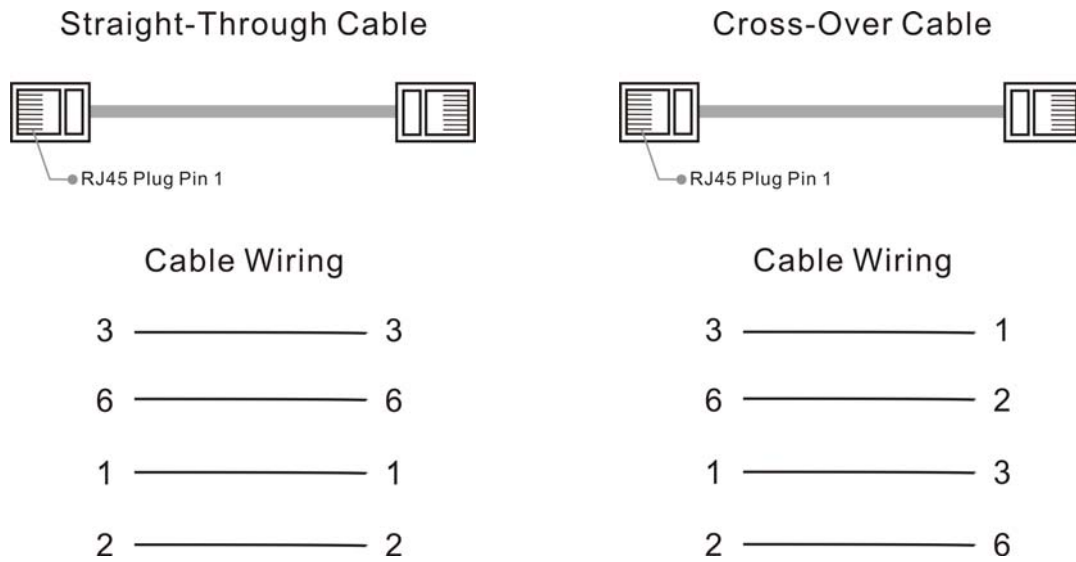 Straight-Through Cable
RJ45 Plug Pin 1
Cable Wiring
3 3
6 6
1 1
2 2
Cross-Over Cable
RJ45 Plug Pin 1
Cable Wiring
3 1
6 2
1 3
2 6